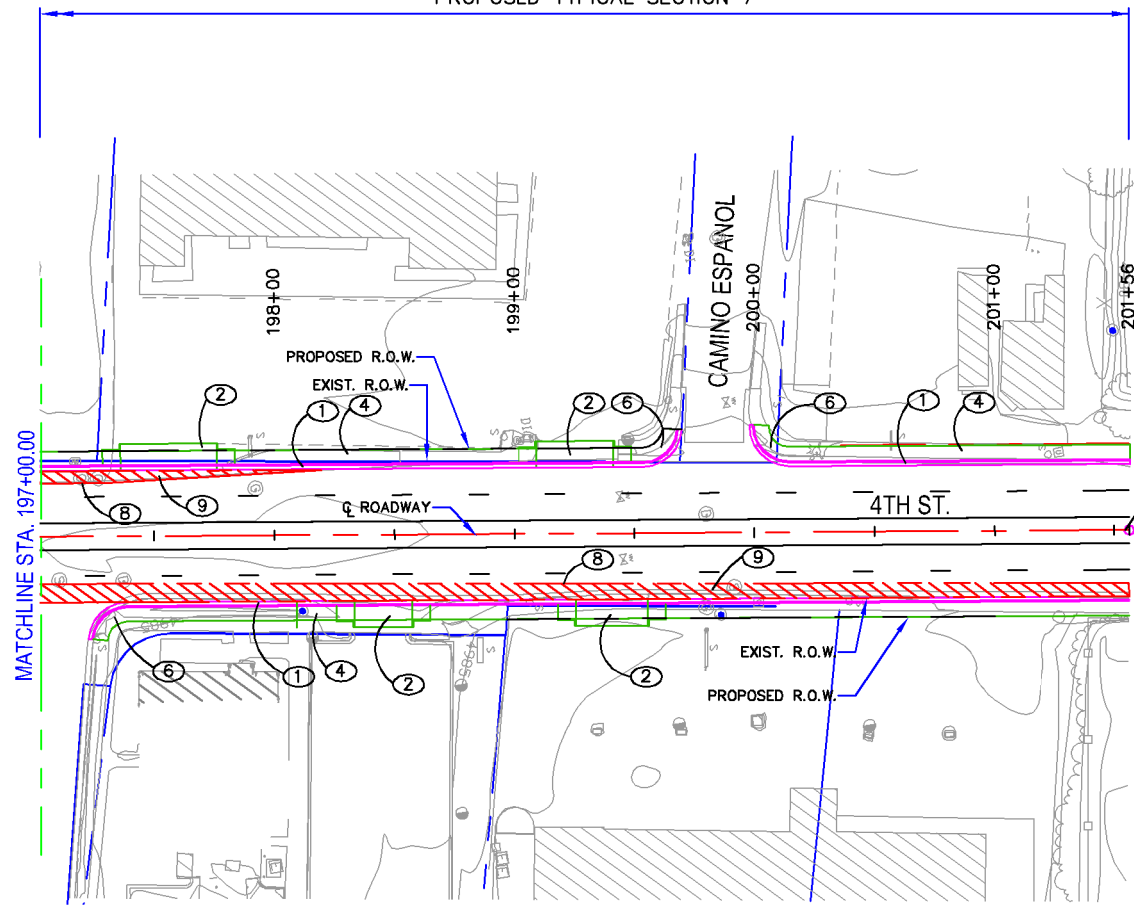 PROPOSED TYPICAL SECTION 7
198+00
199+00
CAMINO ESPANOL
200+00
201+00
201+56
PROPOSED R.O.W.
EXIST. R.O.W.
2
1
4
2
6
6
1
4
MATCHLINE STA. 197+00.00
8
9
℄ ROADWAY
4TH ST.
8
9
4985
4985
6
1
4
2
2
EXIST. R.O.W.
PROPOSED R.O.W.